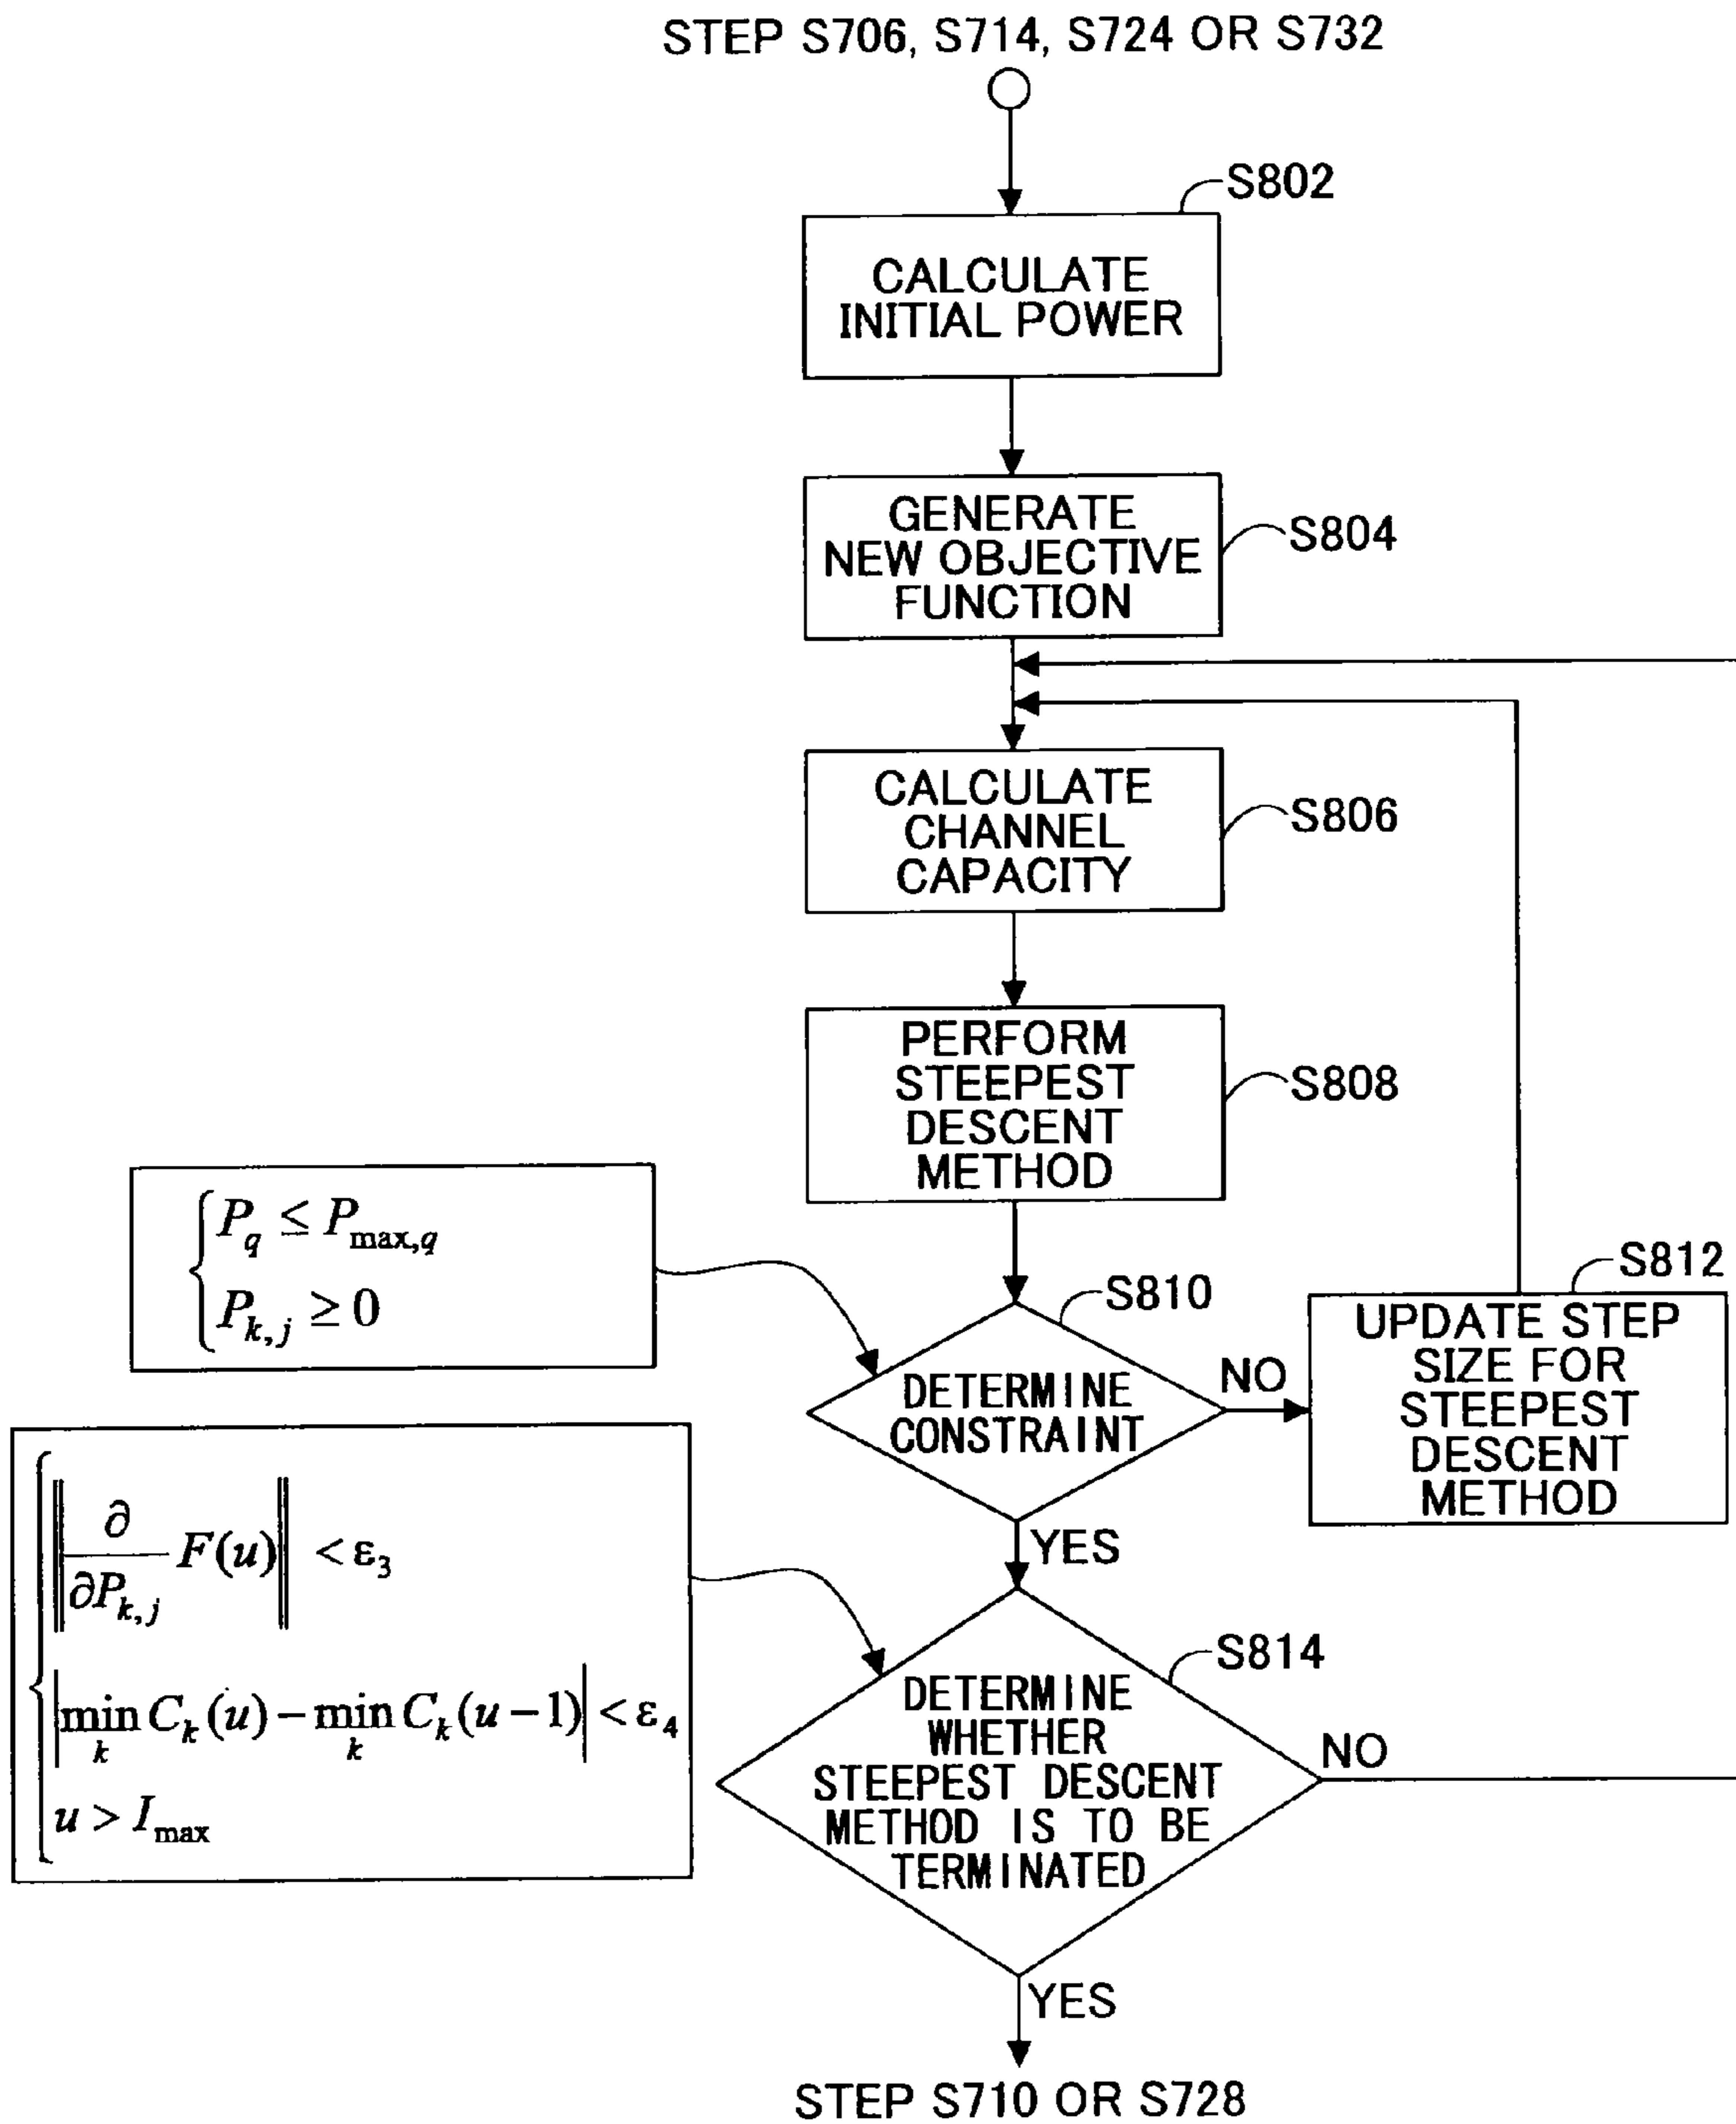 STEP S706, S714, S724 OR S732
S802
CALCULATE
INITIAL POWER
GENERATE
NEW OBJECTIVE
FUNCTION
S804
CALCULATE
CHANNEL
CAPACITY
S806
PERFORM
STEEPEST
DESCENT
METHOD
S808
P_q ≤ P_max,q
P_k,j ≥ 0
S810
DETERMINE
CONSTRAINT
NO
S812
UPDATE STEP
SIZE FOR
STEEPEST
DESCENT
METHOD
YES
‖∂/∂P_k,j F(u)‖ < ε_3
|min_k C_k(u) − min_k C_k(u−1)| < ε_4
u > I_max
S814
DETERMINE
WHETHER
STEEPEST DESCENT
METHOD IS TO BE
TERMINATED
NO
YES
STEP S710 OR S728